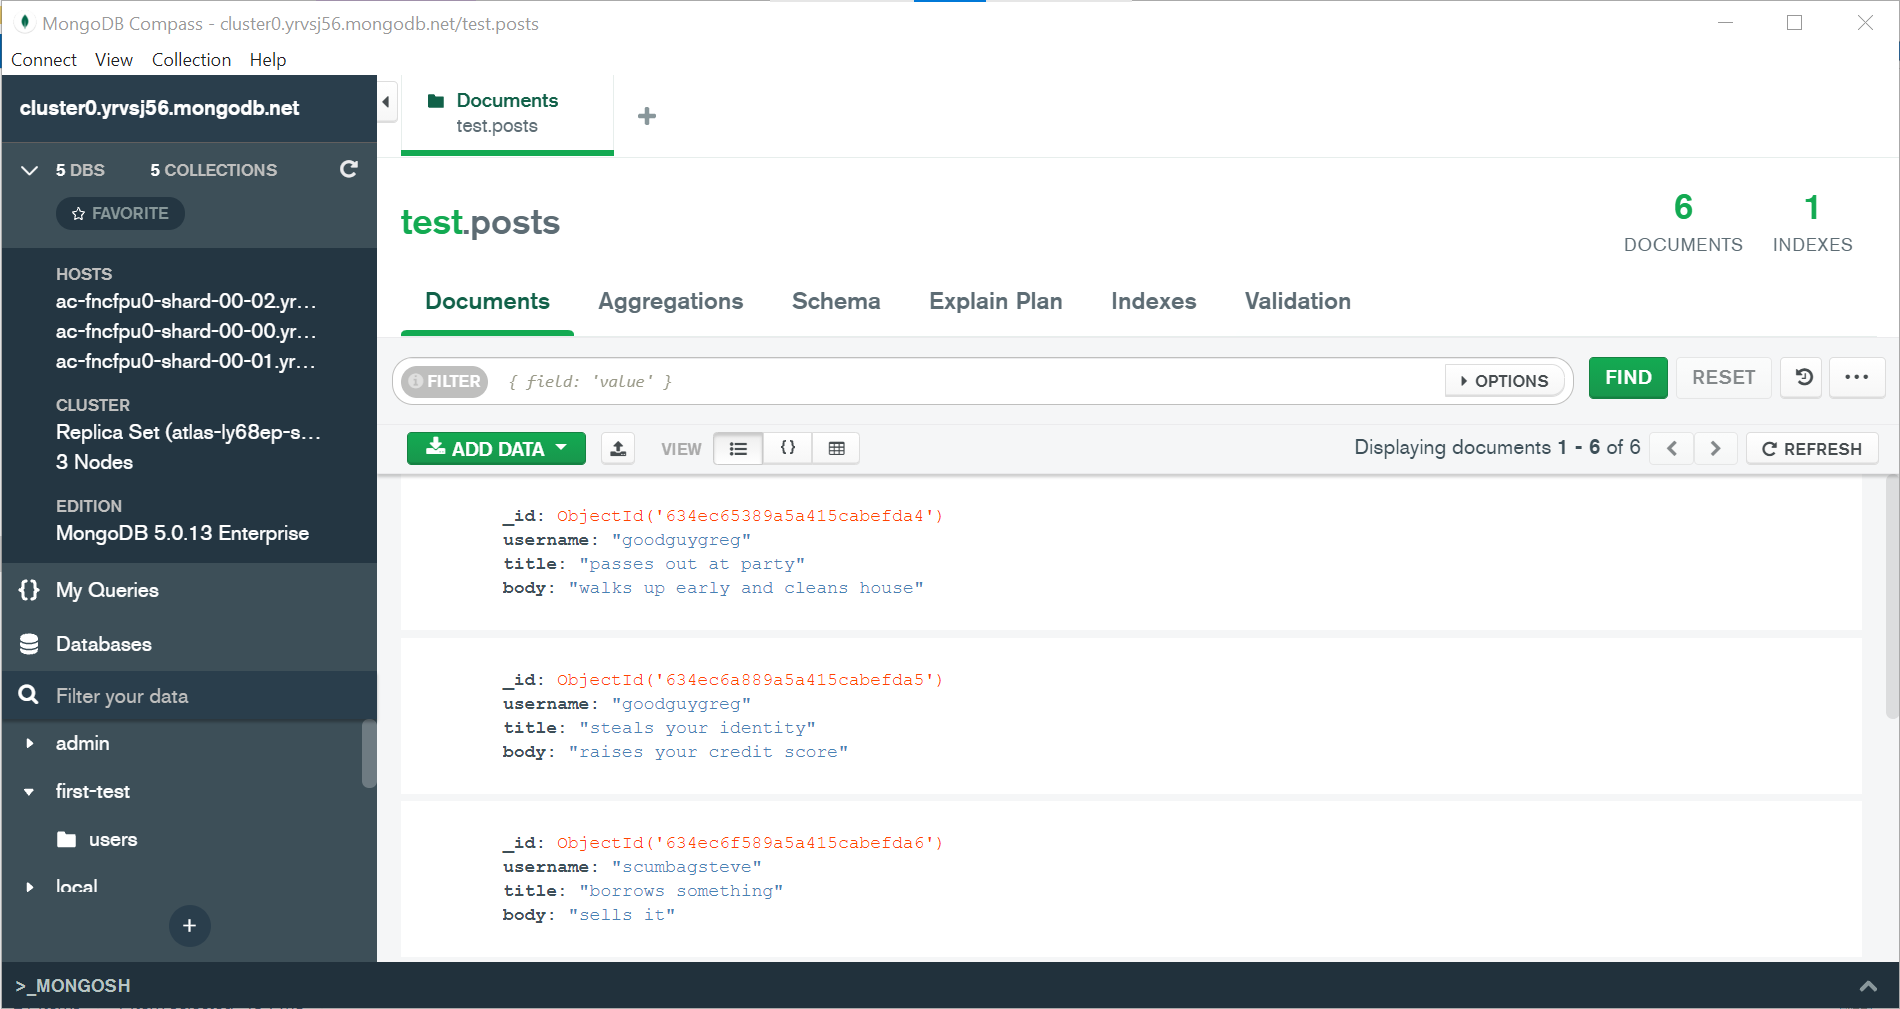 MongoDB Compass - cluster0.yrvsj56.mongodb.net/test.posts
Connect View Collection Help
cluster0.yrvsj56.mongodb.net
5 DBS 5 COLLECTIONS
FAVORITE
HOSTS
ac-fncfpu0-shard-00-02.yr...
ac-fncfpu0-shard-00-00.yr...
ac-fncfpu0-shard-00-01.yr...
CLUSTER
Replica Set (atlas-ly68ep-s...
3 Nodes
EDITION
MongoDB 5.0.13 Enterprise
{} My Queries
Databases
Filter your data
admin
first-test
users
local
+
Documents
test.posts
+
test.posts
6
DOCUMENTS
1
INDEXES
Documents Aggregations Schema Explain Plan Indexes Validation
FILTER { field: 'value' } OPTIONS FIND RESET ...
ADD DATA VIEW {} Displaying documents 1 - 6 of 6 < > REFRESH
_id: ObjectId('634ec65389a5a415cabefda4')
username: "goodguygreg"
title: "passes out at party"
body: "walks up early and cleans house"
_id: ObjectId('634ec6a889a5a415cabefda5')
username: "goodguygreg"
title: "steals your identity"
body: "raises your credit score"
_id: ObjectId('634ec6f589a5a415cabefda6')
username: "scumbagsteve"
title: "borrows something"
body: "sells it"
>_MONGOSH